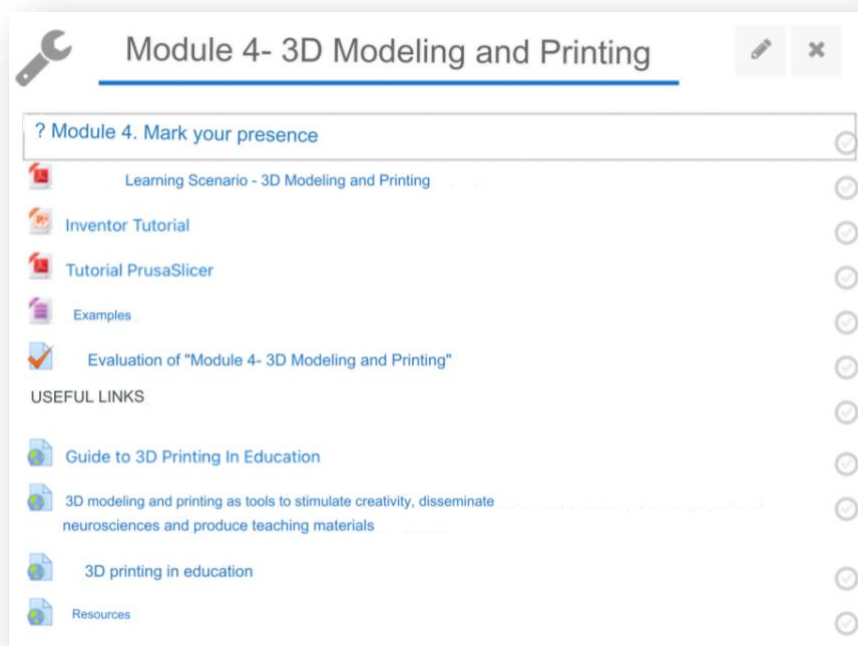 Module 4- 3D Modeling and Printing
? Module 4. Mark your presence
Learning Scenario - 3D Modeling and Printing
Inventor Tutorial
Tutorial PrusaSlicer
Examples
Evaluation of "Module 4- 3D Modeling and Printing"
USEFUL LINKS
Guide to 3D Printing In Education
3D modeling and printing as tools to stimulate creativity, disseminate
neurosciences and produce teaching materials
3D printing in education
Resources